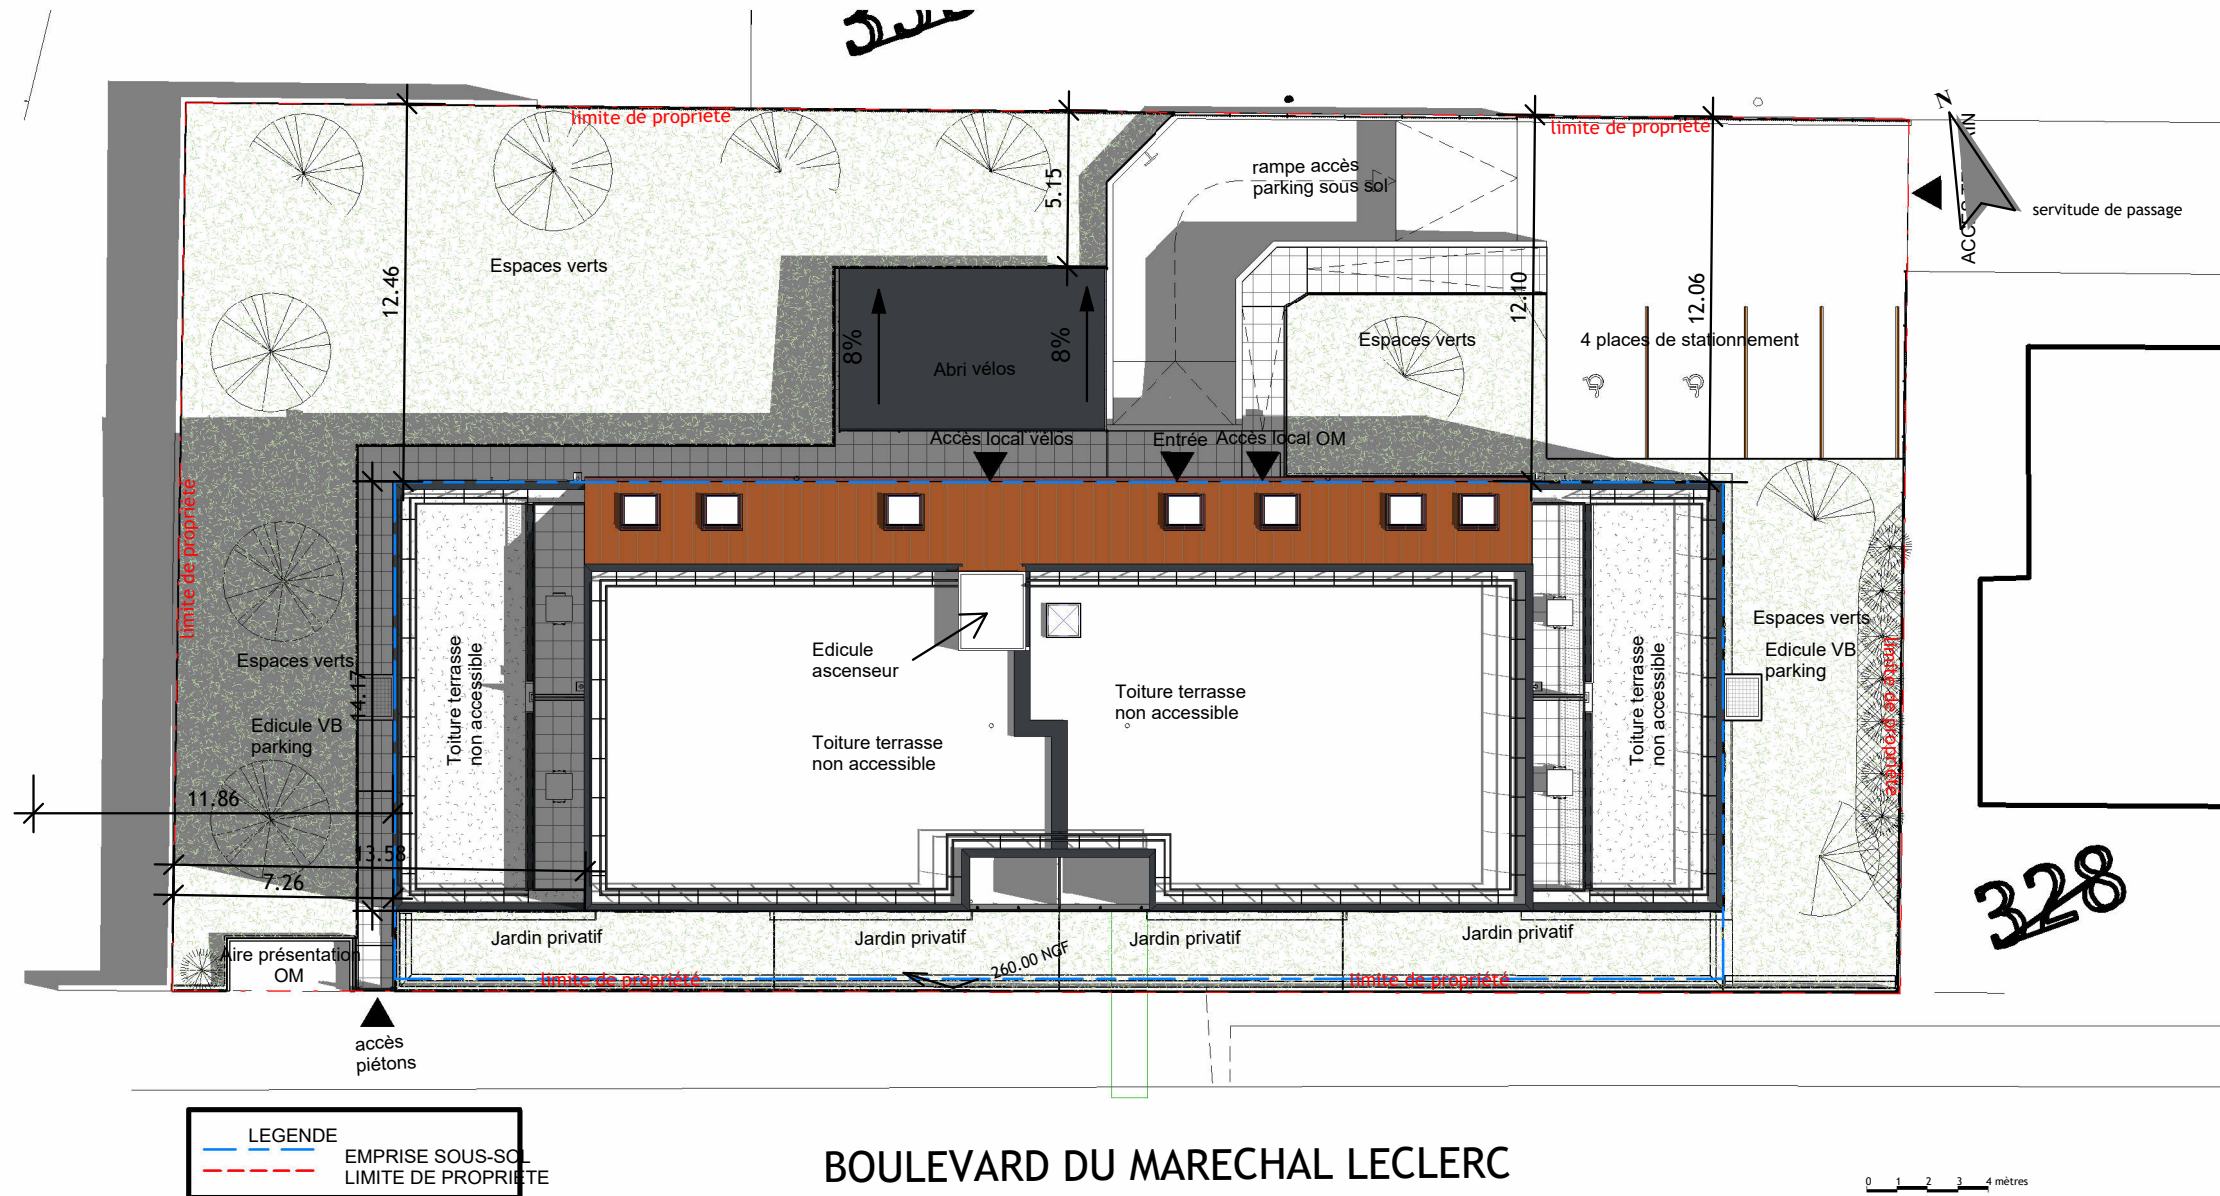 limite de propriété
limite de propriété
N
rampe accès
parking sous sol
servitude de passage
5.15
12.46
Espaces verts
12.10
12.06
8%
8%
Abri vélos
Espaces verts
4 places de stationnement
Accès local vélos
Entrée
Accès local OM
limite de propriété
Espaces verts
14.17
Edicule VB
parking
Toiture terrasse
non accessible
Edicule
ascenseur
Toiture terrasse
non accessible
Toiture terrasse
non accessible
Toiture terrasse
non accessible
Espaces verts
Edicule VB
parking
limite de propriété
11.86
13.58
7.26
328
Jardin privatif
Jardin privatif
Jardin privatif
Jardin privatif
Aire présentation
OM
260.00 NGF
limite de propriété
limite de propriété
accès
piétons
LEGENDE
EMPRISE SOUS-SOL
LIMITE DE PROPRIETE
BOULEVARD DU MARECHAL LECLERC
0 1 2 3 4 mètres